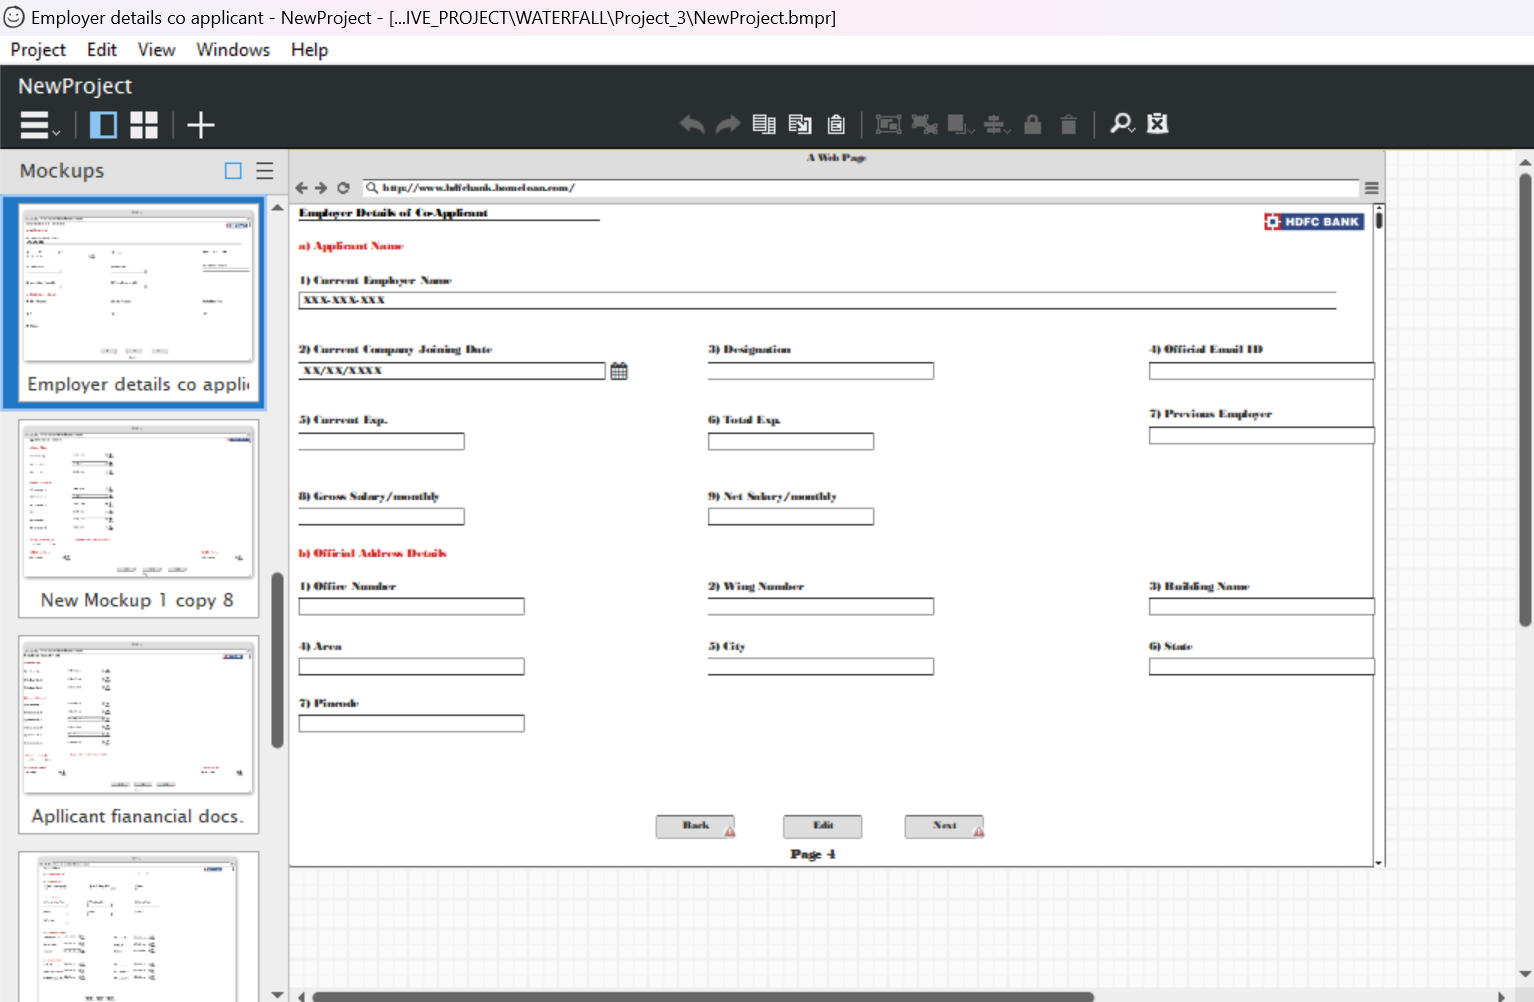 Employer details co applicant - NewProject - [...IVE_PROJECT\WATERFALL\Project_3\NewProject.bmpr]
Project Edit View Windows Help
NewProject
Mockups
Employer details co appli
New Mockup 1 copy 8
Apllicant fianancial docs.
A Web Page
http://www.hdfcbank.homeloan.com/
Employer Details of Co-Applicant
HDFC BANK
a) Applicant Name
1) Current Employer Name
XXX-XXX-XXX
2) Current Company Joining Date 3) Designation 4) Official Email ID
XX/XX/XXXX
5) Current Exp. 6) Total Exp. 7) Previous Employer
8) Gross Salary/monthly 9) Net Salary/monthly
b) Official Address Details
1) Office Number 2) Wing Number 3) Building Name
4) Area 5) City 6) State
7) Pincode
Back Edit Next
Page 4